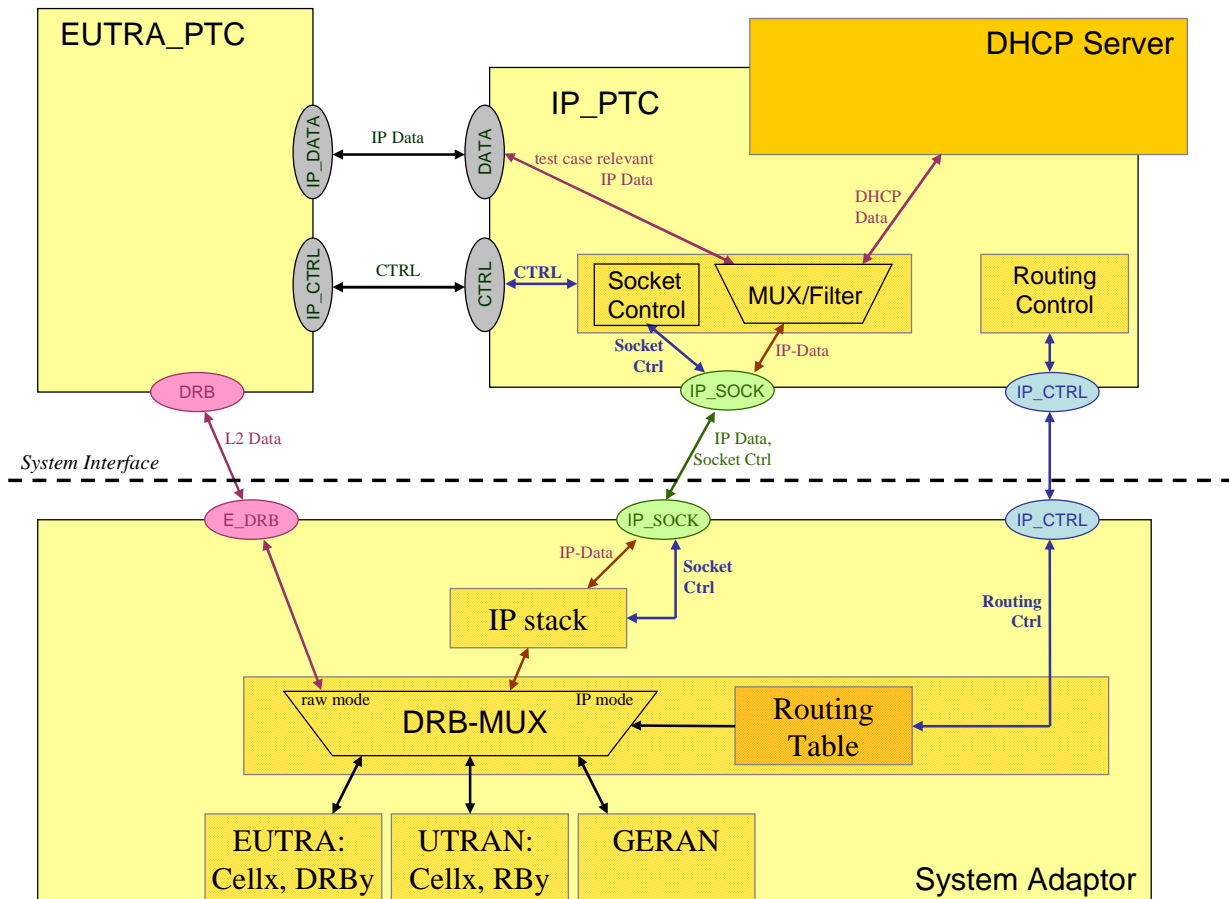 EUTRA_PTC
DHCP Server
IP_PTC
IP_DATA
IP Data
DATA
test case relevant
IP Data
DHCP
Data
IP_CTRL
CTRL
CTRL
CTRL
Socket
Control
MUX/Filter
Routing
Control
Socket
Ctrl
IP-Data
DRB
IP_SOCK
IP_CTRL
L2 Data
IP Data,
Socket Ctrl
System Interface
E_DRB
IP_SOCK
IP_CTRL
IP-Data
Socket
Ctrl
IP stack
Routing
Ctrl
raw mode
IP mode
DRB-MUX
Routing
Table
EUTRA:
Cellx, DRBy
UTRAN:
Cellx, RBy
GERAN
System Adaptor